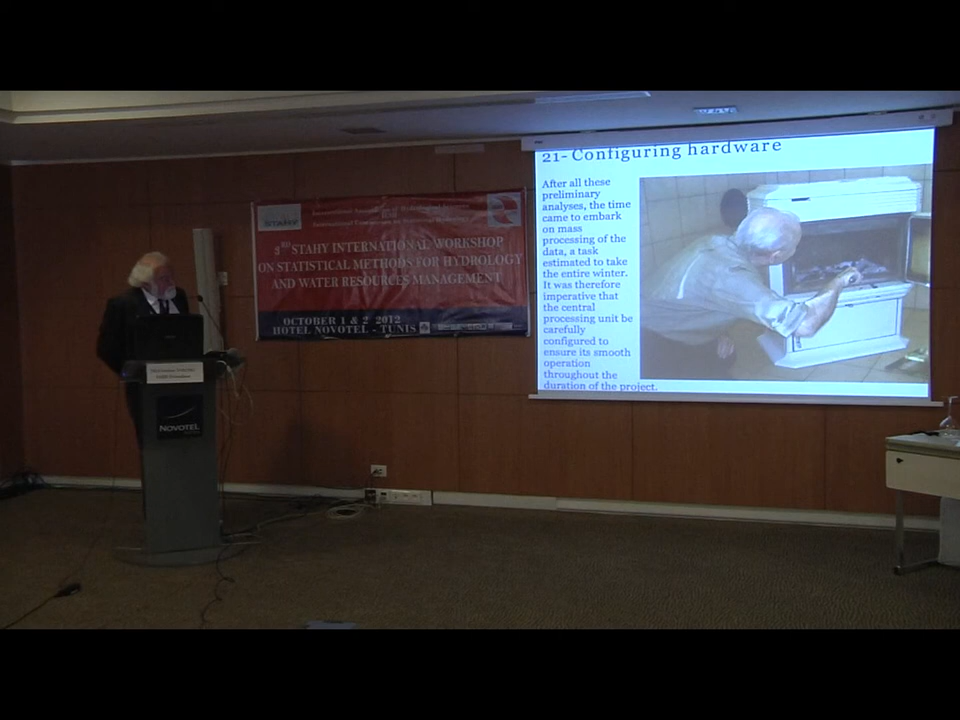 3RD STAHY INTERNATIONAL WORKSHOP
ON STATISTICAL METHODS FOR HYDROLOGY
AND WATER RESOURCES MANAGEMENT
OCTOBER 1 & 2 2012
HOTEL NOVOTEL - TUNIS
NOVOTEL
21- Configuring hardware
After all these
preliminary
analyses, the time
came to embark
on mass
processing of the
data, a task
estimated to take
the entire winter.
It was therefore
imperative that
the central
processing unit be
carefully
configured to
ensure its smooth
operation
throughout the
duration of the project.